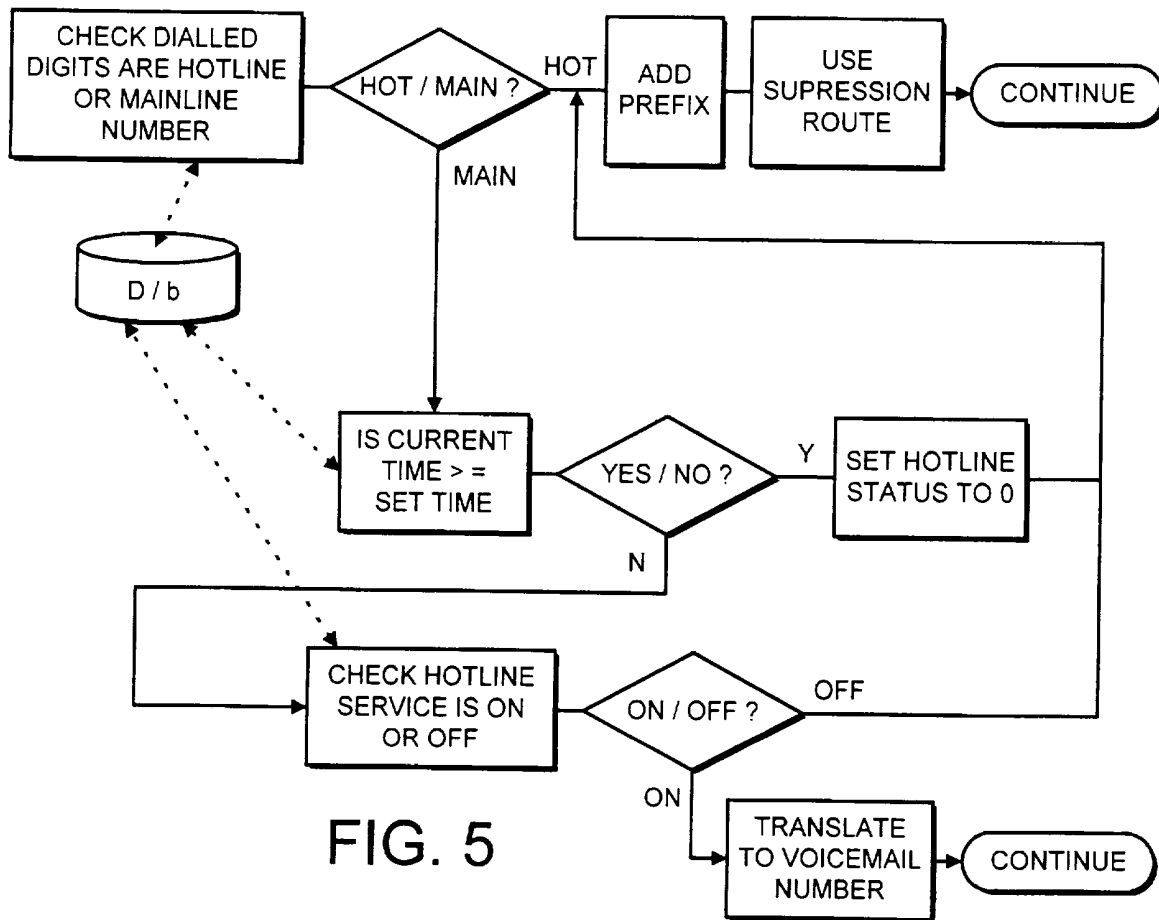 CHECK DIALLED
DIGITS ARE HOTLINE
OR MAINLINE
NUMBER
HOT / MAIN ?
HOT
ADD
PREFIX
USE
SUPRESSION
ROUTE
CONTINUE
MAIN
D / b
IS CURRENT
TIME > =
SET TIME
YES / NO ?
Y
SET HOTLINE
STATUS TO 0
N
CHECK HOTLINE
SERVICE IS ON
OR OFF
ON / OFF ?
OFF
ON
TRANSLATE
TO VOICEMAIL
NUMBER
CONTINUE
FIG. 5